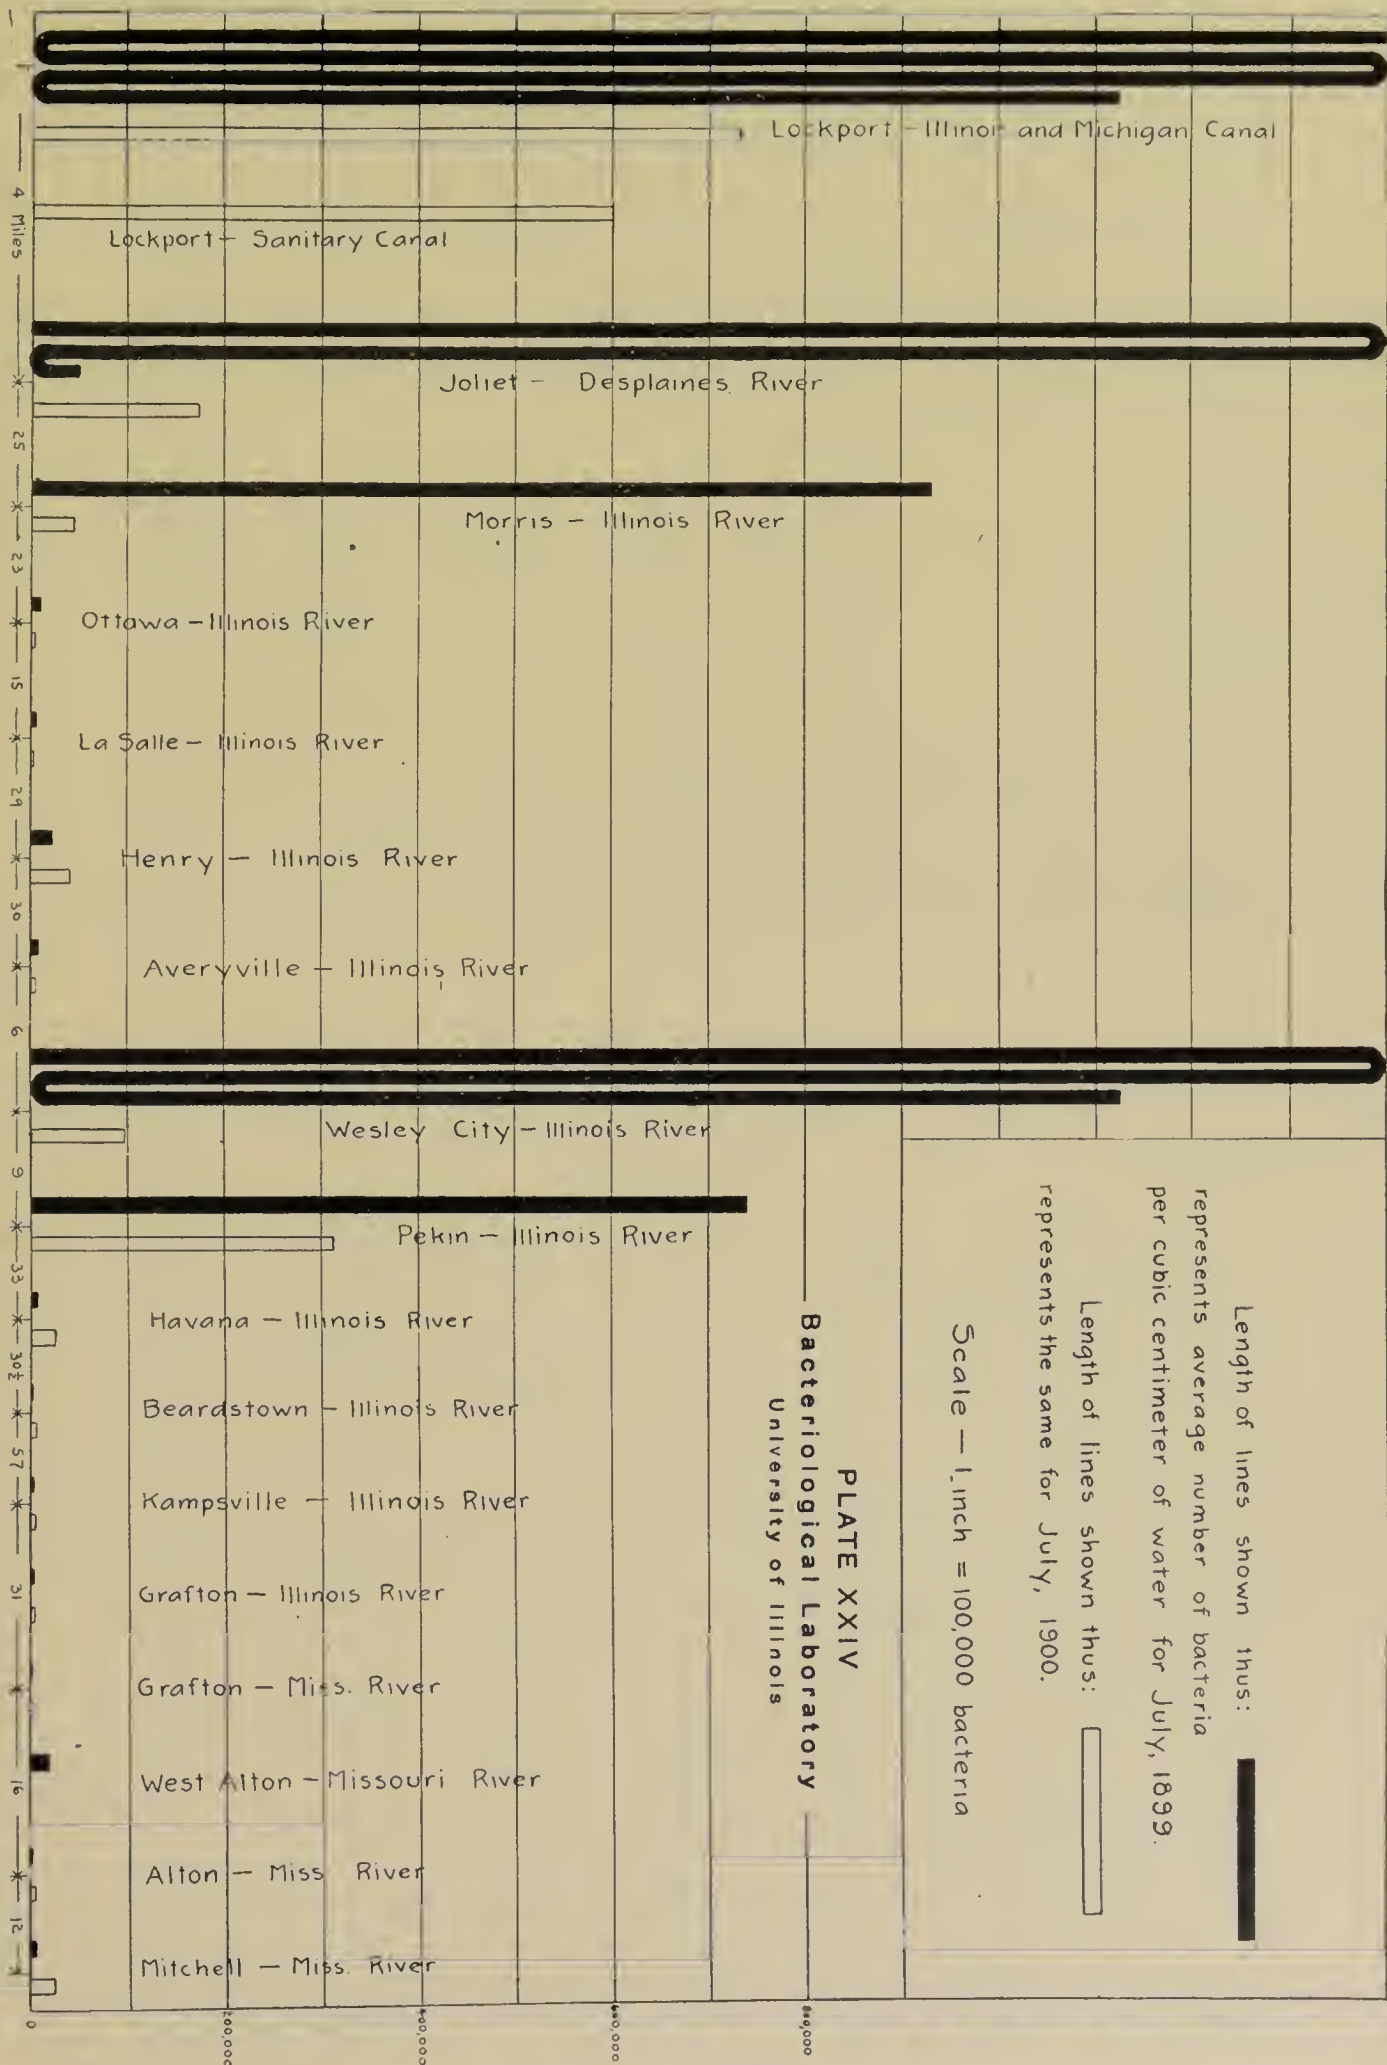 Lockport – Illinois and Michigan Canal
Lockport – Sanitary Canal
Joliet – Desplaines River
Morris – Illinois River
Ottawa – Illinois River
La Salle – Illinois River
Henry – Illinois River
Averyville – Illinois River
Wesley City – Illinois River
Pekin – Illinois River
Havana – Illinois River
Beardstown – Illinois River
Kampsville – Illinois River
Grafton – Illinois River
Grafton – Miss. River
West Alton – Missouri River
Alton – Miss River
Mitchell – Miss. River
4 Miles
25
23
15
29
30
6
9
33
30½
57
31
16
12
0
200,000
400,000
600,000
800,000
Length of lines shown thus:
represents average number of bacteria
per cubic centimeter of water for July, 1899.
Length of lines shown thus:
represents the same for July, 1900.
Scale — 1 inch = 100,000 bacteria
PLATE XXIV
Bacteriological Laboratory
University of Illinois